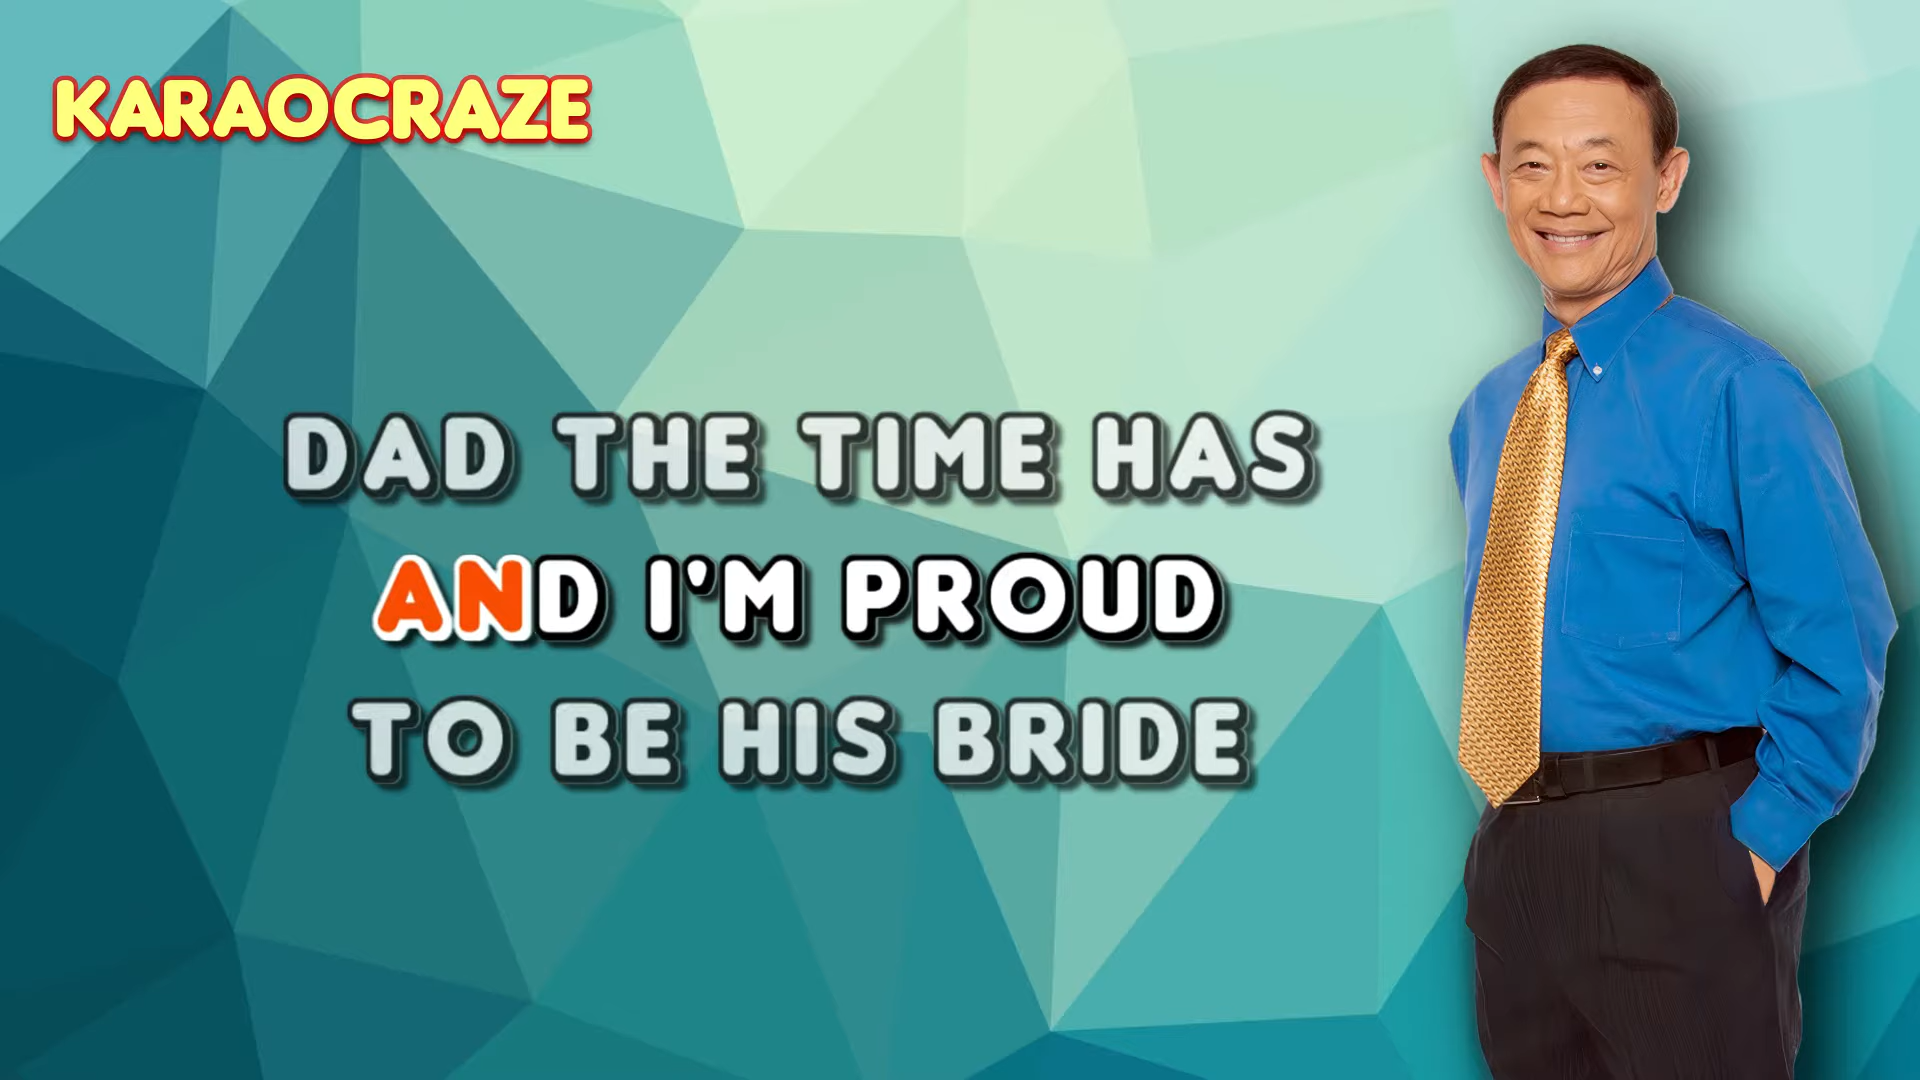 KARAOCRAZE
DAD THE TIME HAS
AND I'M PROUD
TO BE HIS BRIDE